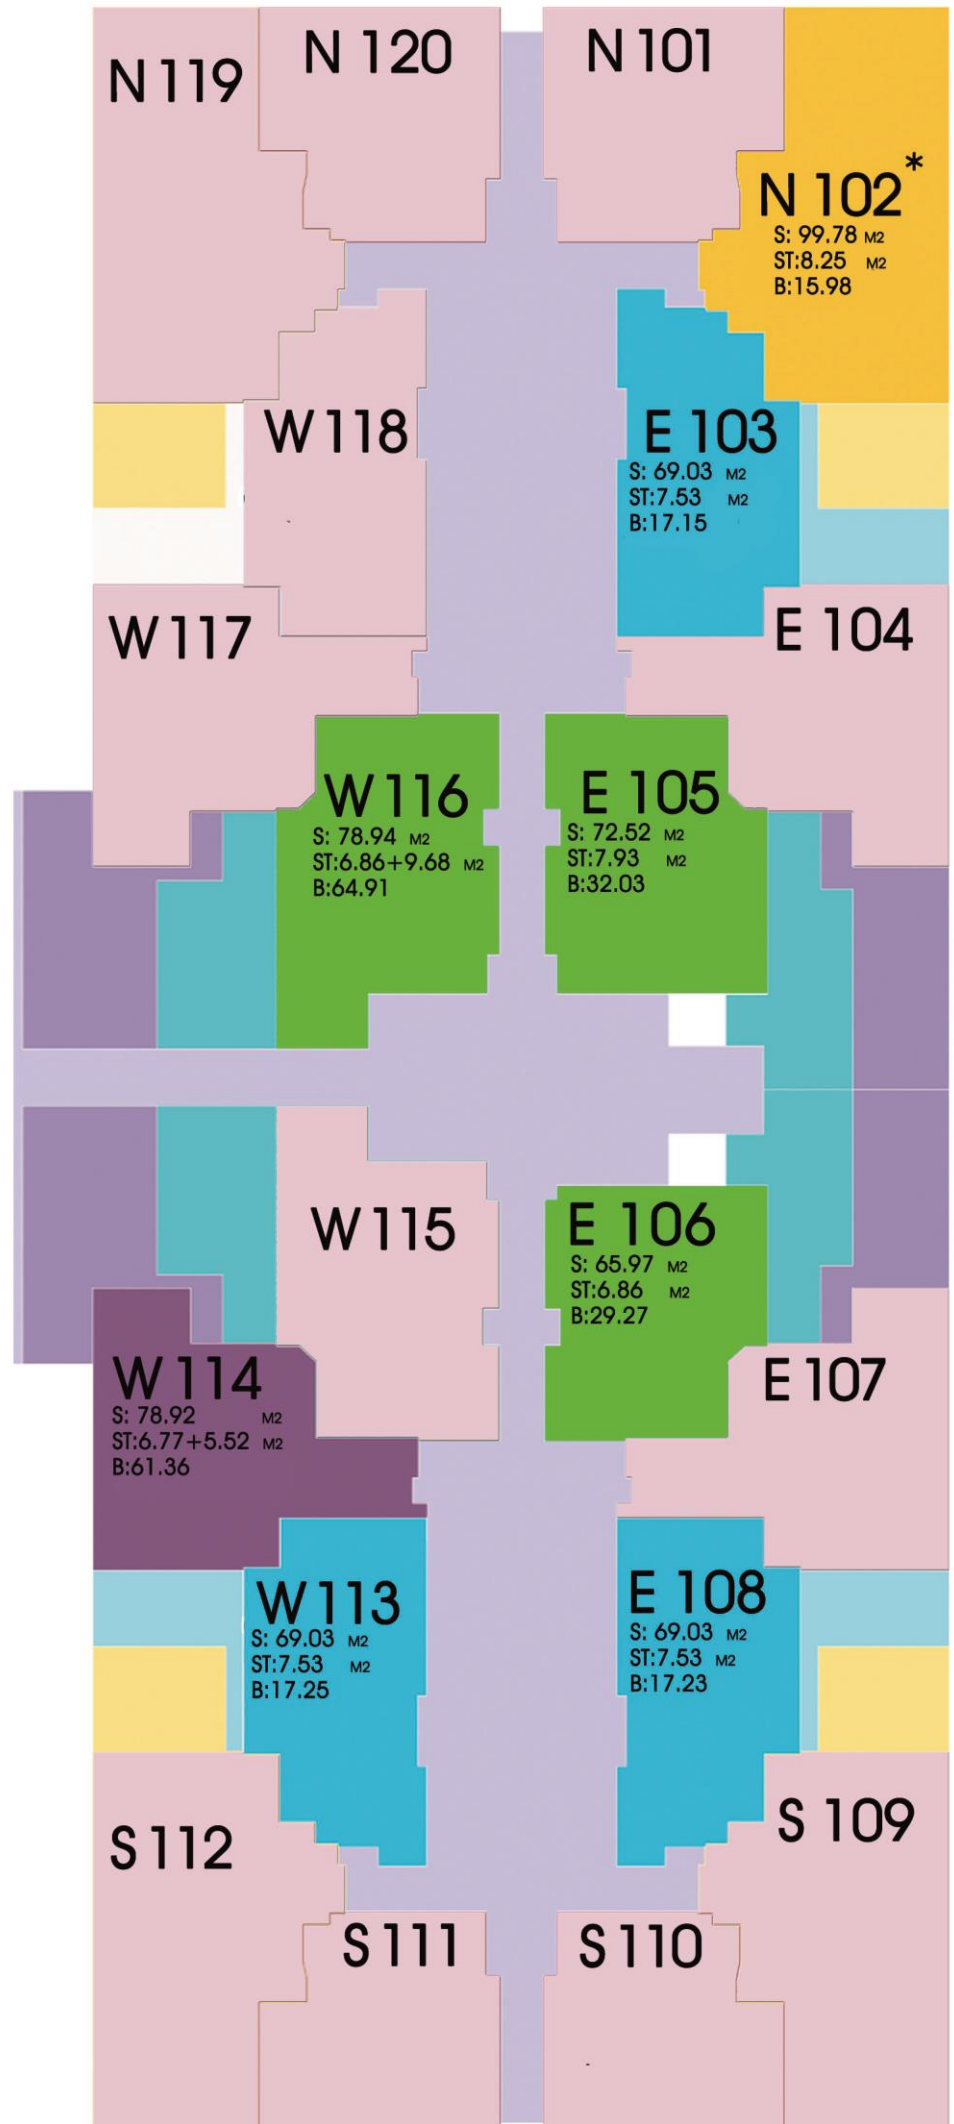 N 119
N 120
N 101
N 102*
S: 99.78 M2
ST:8.25 M2
B:15.98
W 118
E 103
S: 69.03 M2
ST:7.53 M2
B:17.15
W 117
E 104
W 116
S: 78.94 M2
ST:6.86+9.68 M2
B:64.91
E 105
S: 72.52 M2
ST:7.93 M2
B:32.03
W 115
E 106
S: 65.97 M2
ST:6.86 M2
B:29.27
W 114
S: 78.92 M2
ST:6.77+5.52 M2
B:61.36
E 107
W 113
S: 69.03 M2
ST:7.53 M2
B:17.25
E 108
S: 69.03 M2
ST:7.53 M2
B:17.23
S 112
S 109
S 111
S 110